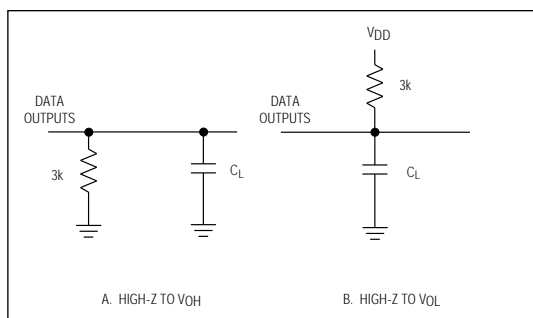 VDD
3k
DATA
OUTPUTS
DATA
OUTPUTS
3k
CL
CL
A. HIGH-Z TO VOH
B. HIGH-Z TO VOL